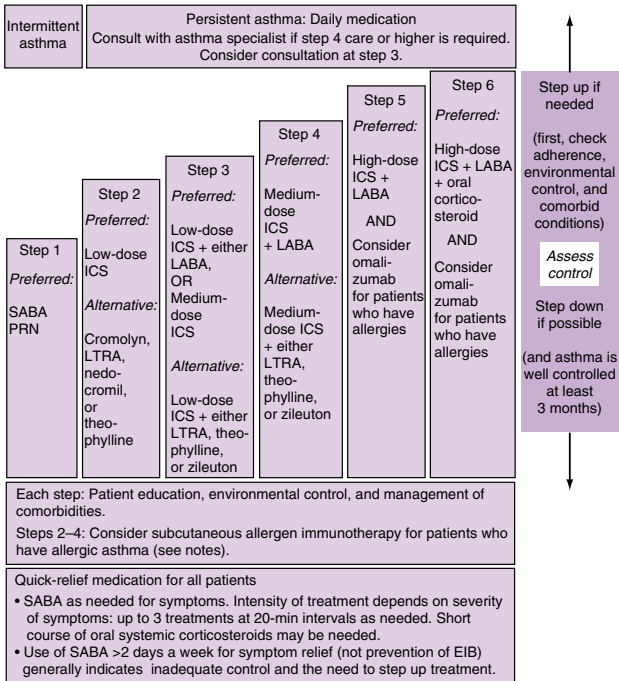 Intermittent
asthma
Persistent asthma: Daily medication
Consult with asthma specialist if step 4 care or higher is required.
Consider consultation at step 3.
Step 1
Preferred:
SABA
PRN
Step 2
Preferred:
Low-dose
ICS
Alternative:
Cromolyn,
LTRA,
nedo-
cromil,
or
theo-
phylline
Step 3
Preferred:
Low-dose
ICS + either
LABA,
OR
Medium-
dose
ICS
Alternative:
Low-dose
ICS + either
LTRA, theo-
phylline,
or zileuton
Step 4
Preferred:
Medium-
dose
ICS
+ LABA
Alternative:
Medium-
dose ICS
+ either
LTRA,
theo-
phylline,
or zileuton
Step 5
Preferred:
High-dose
ICS +
LABA
AND
Consider
omali-
zumab
for patients
who have
allergies
Step 6
Preferred:
High-dose
ICS + LABA
+ oral
cortico-
steroid
AND
Consider
omali-
zumab
for patients
who have
allergies
Step up if
needed
(first, check
adherence,
environmental
control, and
comorbid
conditions)
Assess
control
Step down
if possible
(and asthma is
well controlled
at least
3 months)
Each step: Patient education, environmental control, and management of
comorbidities.
Steps 2–4: Consider subcutaneous allergen immunotherapy for patients who
have allergic asthma (see notes).
Quick-relief medication for all patients
• SABA as needed for symptoms. Intensity of treatment depends on severity
of symptoms: up to 3 treatments at 20-min intervals as needed. Short
course of oral systemic corticosteroids may be needed.
• Use of SABA >2 days a week for symptom relief (not prevention of EIB)
generally indicates inadequate control and the need to step up treatment.